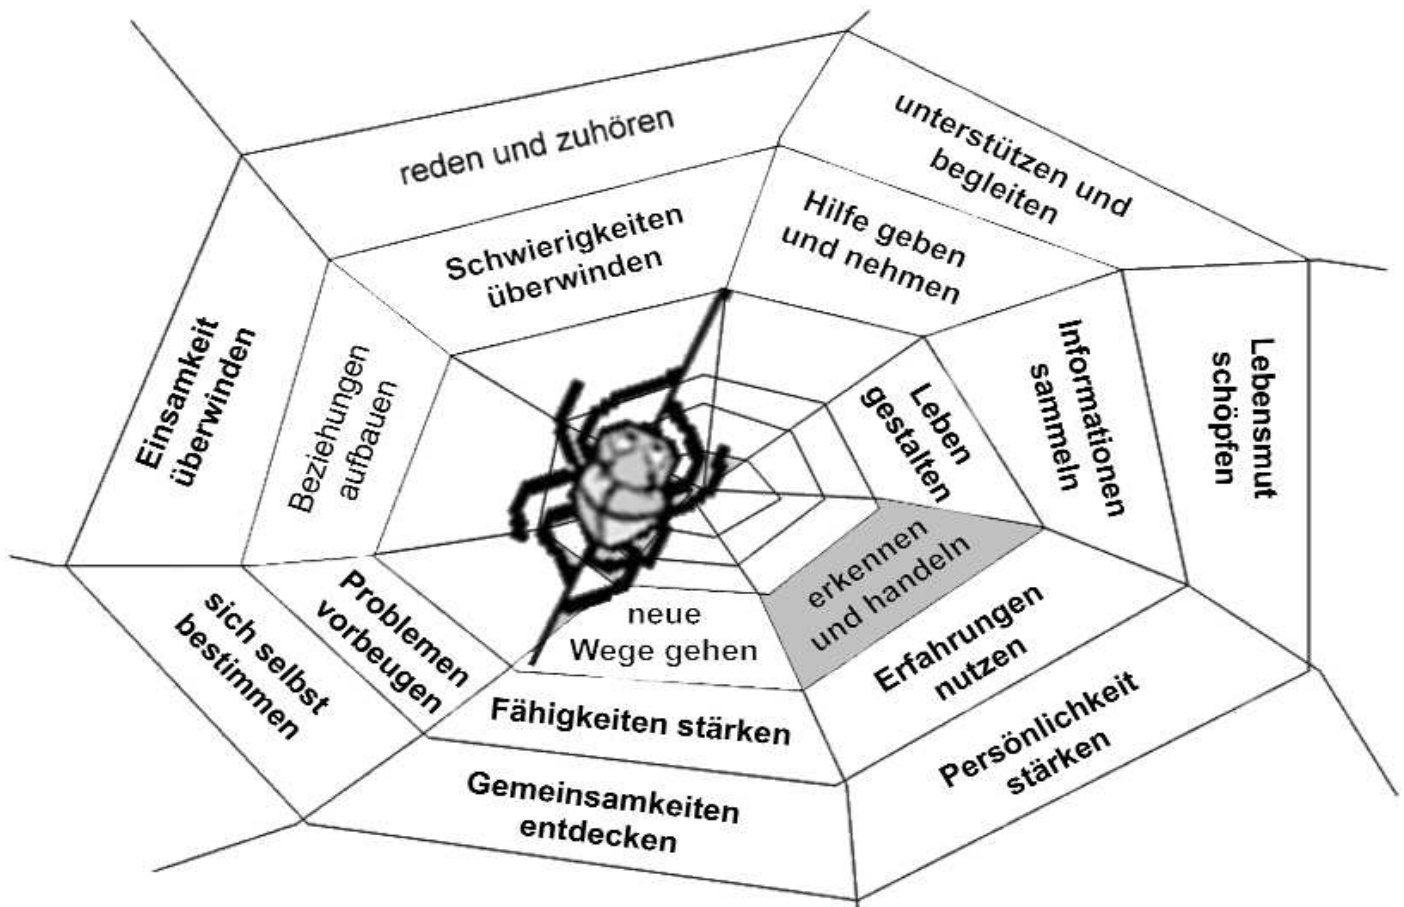 reden und zuhören
unterstützen und
begleiten
Schwierigkeiten
überwinden
Hilfe geben
und nehmen
Einsamkeit
überwinden
Beziehungen
aufbauen
Leben
gestalten
Informationen
sammeln
Lebensmut
schöpfen
erkennen
und handeln
sich selbst
bestimmen
Problemen
vorbeugen
neue
Wege gehen
Erfahrungen
nutzen
Fähigkeiten stärken
Persönlichkeit
stärken
Gemeinsamkeiten
entdecken